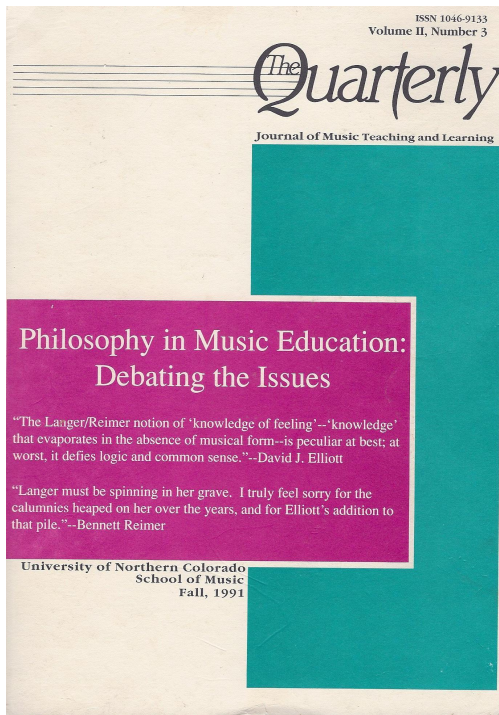 ISSN 1046-9133
Volume II, Number 3
The Quarterly
Journal of Music Teaching and Learning
Philosophy in Music Education:
Debating the Issues
“The Langer/Reimer notion of ‘knowledge of feeling’--‘knowledge’
that evaporates in the absence of musical form--is peculiar at best; at
worst, it defies logic and common sense.”--David J. Elliott
“Langer must be spinning in her grave.  I truly feel sorry for the
calumnies heaped on her over the years, and for Elliott's addition to
that pile.”--Bennett Reimer
University of Northern Colorado
School of Music
Fall, 1991